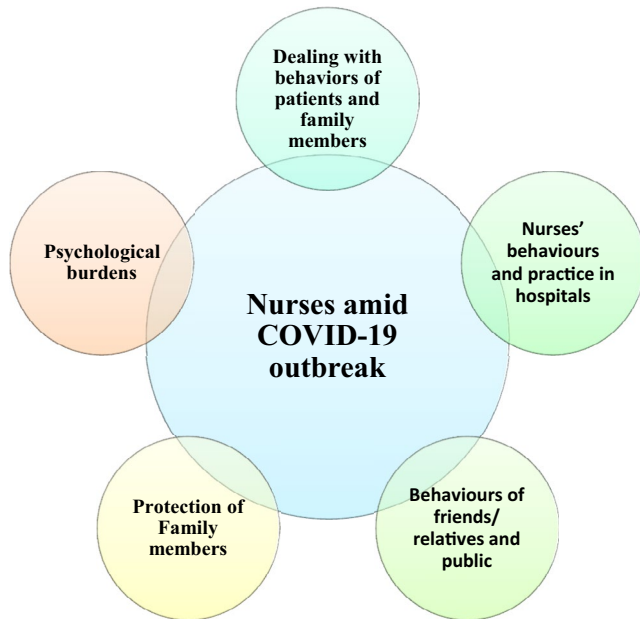 Dealing with
behaviors of
patients and
family
members
Psychological
burdens
Nurses’
behaviours
and practice in
hospitals
Nurses amid
COVID-19
outbreak
Protection of
Family
members
Behaviours of
friends/
relatives and
public